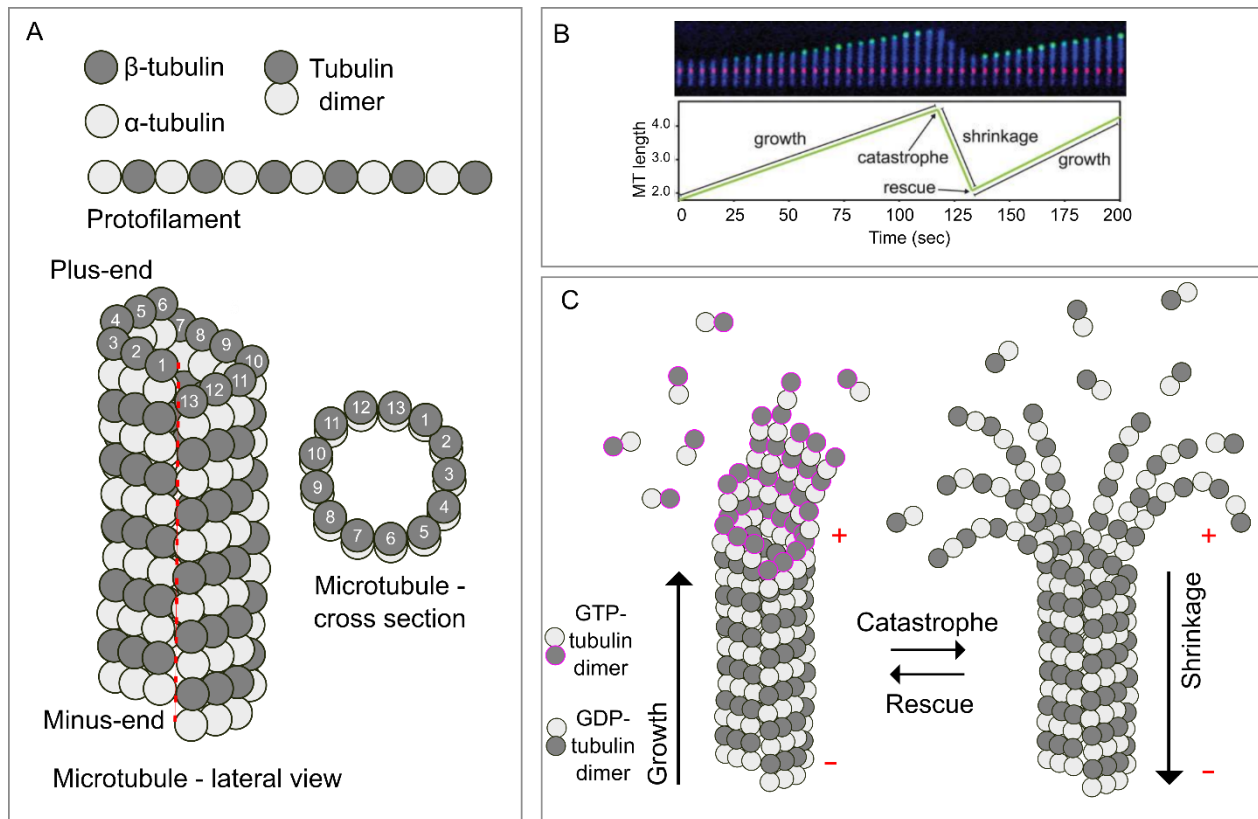 A
β-tubulin
α-tubulin
Tubulin
dimer
Protofilament
Plus-end
1
2
3
4
5
6
7
8
9
10
11
12
13
Minus-end
Microtubule - lateral view
1
2
3
4
5
6
7
8
9
10
11
12
13
Microtubule -
cross section
B
MT length
4.0
3.0
2.0
growth
catastrophe
shrinkage
rescue
growth
0
25
50
75
100
125
150
175
200
Time (sec)
C
+
−
Growth
GTP-
tubulin
dimer
GDP-
tubulin
dimer
Catastrophe
Rescue
+
−
Shrinkage